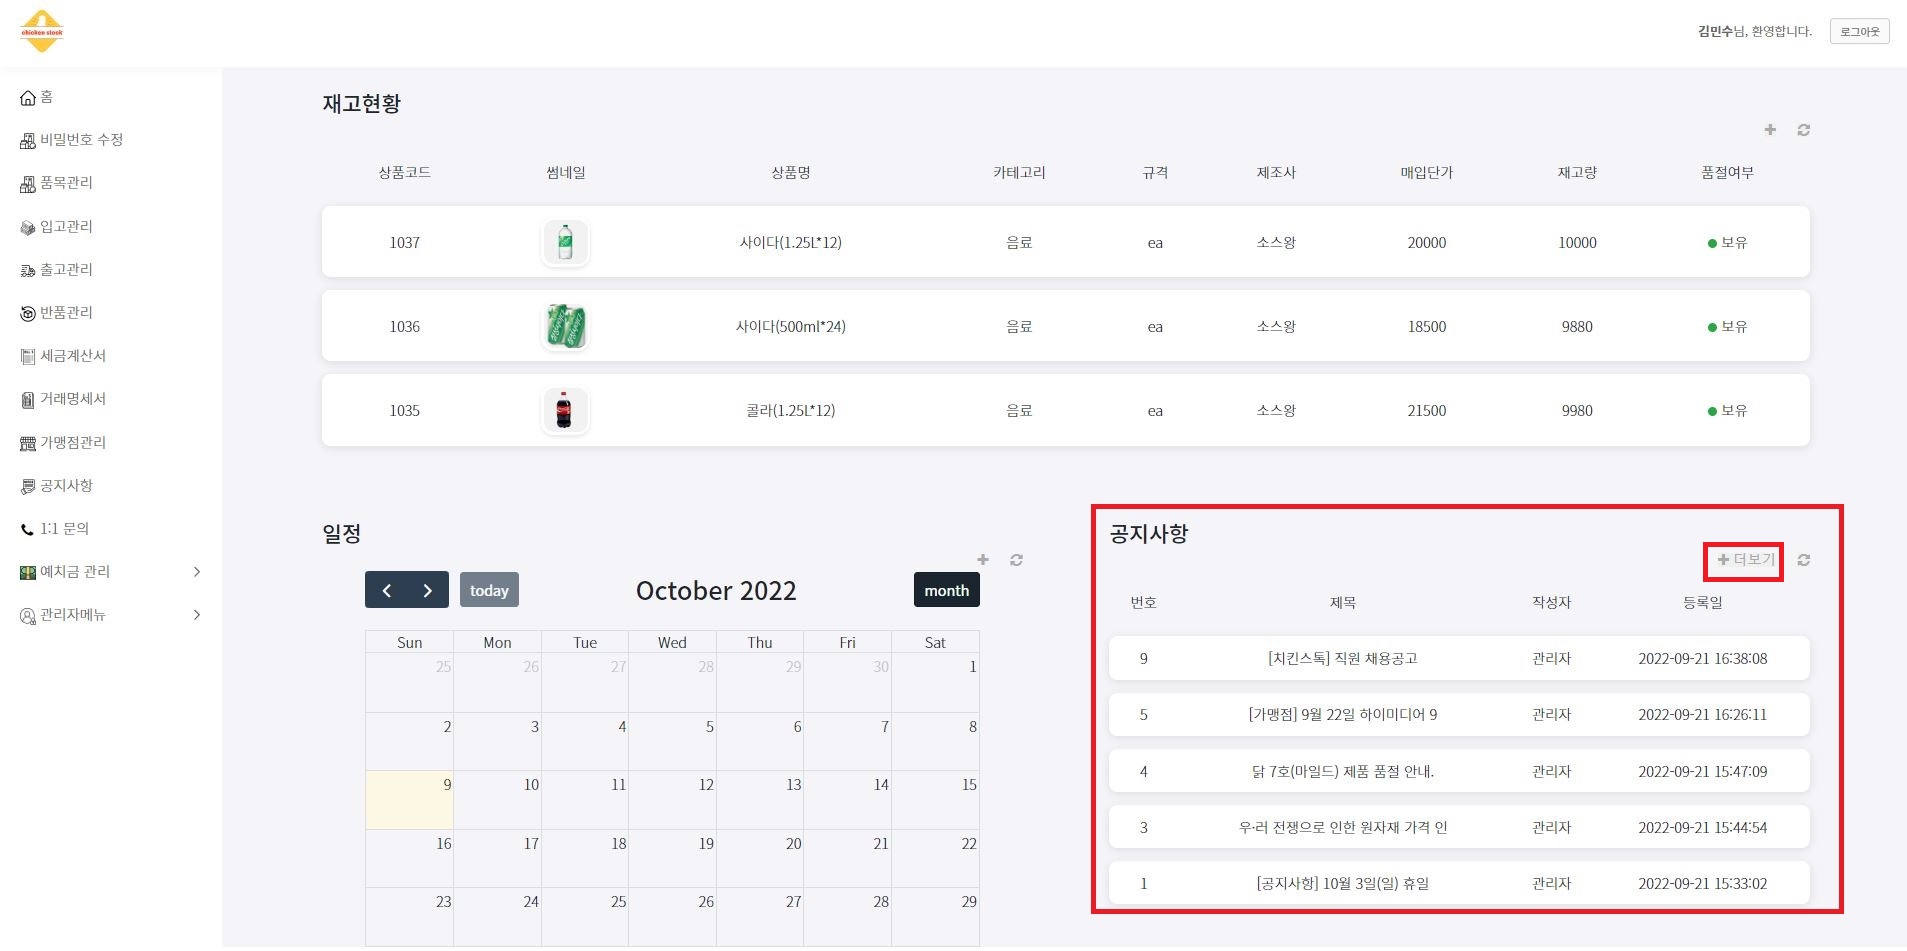 chicken stock
김민수님, 환영합니다.
로그아웃
홈
비밀번호 수정
품목관리
입고관리
출고관리
반품관리
세금계산서
거래명세서
가맹점관리
공지사항
1:1 문의
예치금 관리
관리자메뉴
재고현황
상품코드 썸네일 상품명 카테고리 규격 제조사 매입단가 재고량 품절여부
1037 사이다(1.25L*12) 음료 ea 소스왕 20000 10000 보유
1036 사이다(500ml*24) 음료 ea 소스왕 18500 9880 보유
1035 콜라(1.25L*12) 음료 ea 소스왕 21500 9980 보유
일정
today October 2022 month
Sun Mon Tue Wed Thu Fri Sat
25 26 27 28 29 30 1
2 3 4 5 6 7 8
9 10 11 12 13 14 15
16 17 18 19 20 21 22
23 24 25 26 27 28 29
공지사항
더보기
번호 제목 작성자 등록일
9 [치킨스톡] 직원 채용공고 관리자 2022-09-21 16:38:08
5 [가맹점] 9월 22일 하이미디어 9 관리자 2022-09-21 16:26:11
4 닭 7호(마일드) 제품 품절 안내. 관리자 2022-09-21 15:47:09
3 우·러 전쟁으로 인한 원자재 가격 인 관리자 2022-09-21 15:44:54
1 [공지사항] 10월 3일(일) 휴일 관리자 2022-09-21 15:33:02